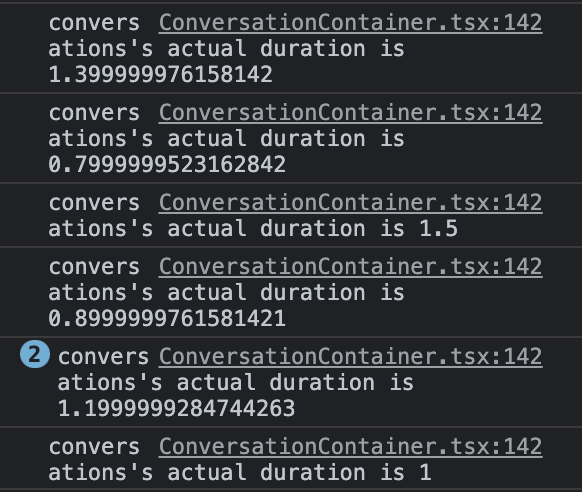 convers ConversationContainer.tsx:142
ations's actual duration is
1.399999976158142
convers ConversationContainer.tsx:142
ations's actual duration is
0.7999999523162842
convers ConversationContainer.tsx:142
ations's actual duration is 1.5
convers ConversationContainer.tsx:142
ations's actual duration is
0.8999999761581421
2 convers ConversationContainer.tsx:142
ations's actual duration is
1.1999999284744263
convers ConversationContainer.tsx:142
ations's actual duration is 1